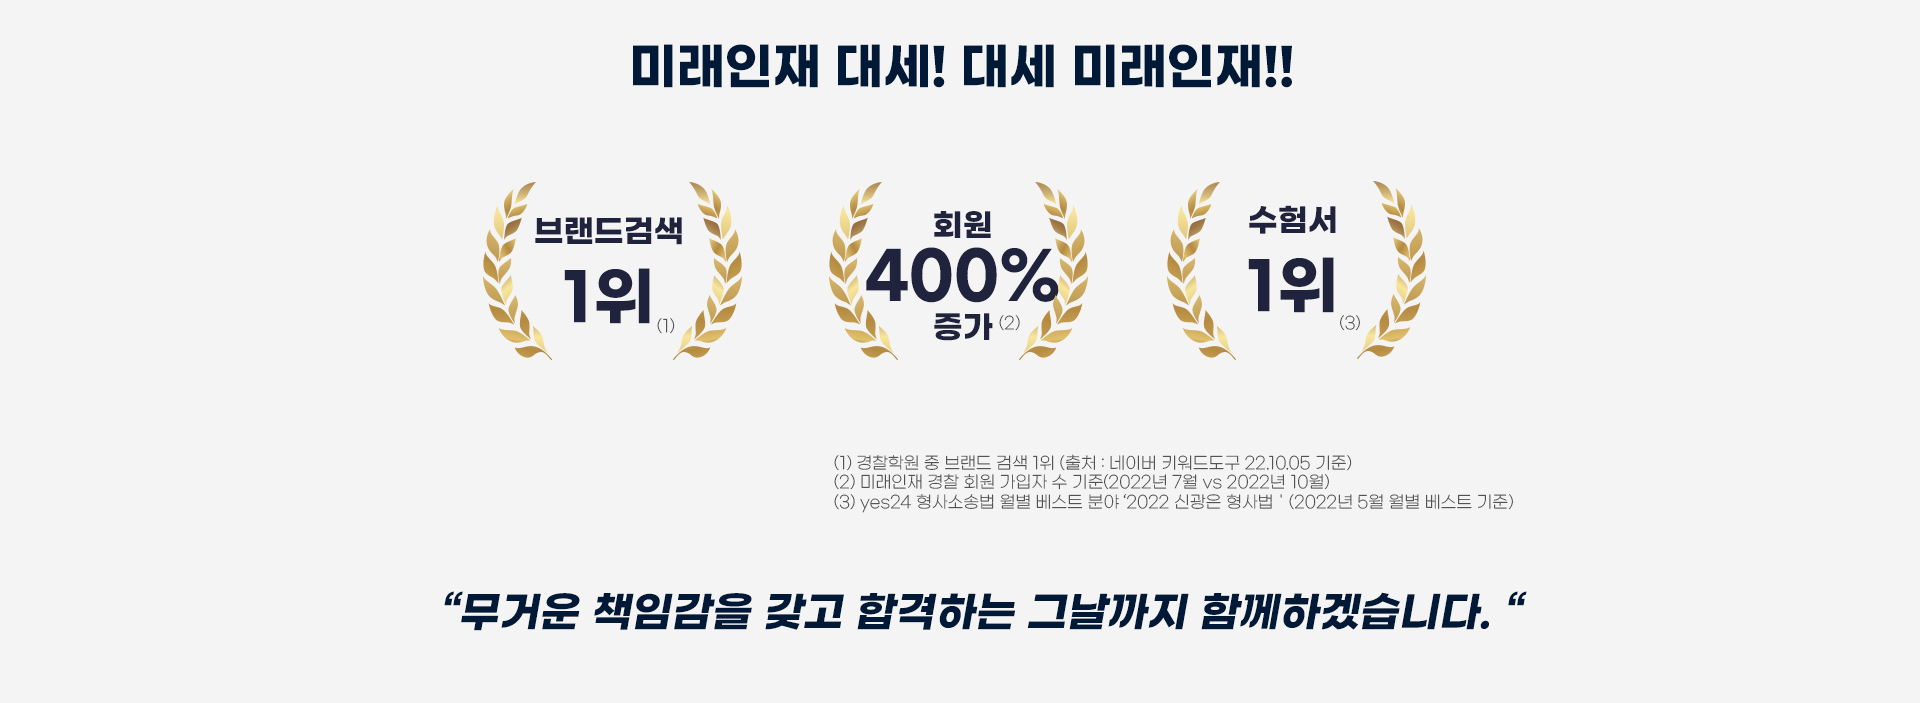 미래인재 대세! 대세 미래인재!!
브랜드검색
1위 (1)
회원
400%
증가 (2)
수험서
1위 (3)
(1) 경찰학원 중 브랜드 검색 1위 (출처 : 네이버 키워드도구 22.10.05 기준)
(2) 미래인재 경찰 회원 가입자 수 기준(2022년 7월 vs 2022년 10월)
(3) yes24 형사소송법 월별 베스트 분야 ‘2022 신광은 형사법 ' (2022년 5월 월별 베스트 기준)
“무거운 책임감을 갖고 합격하는 그날까지 함께하겠습니다. “